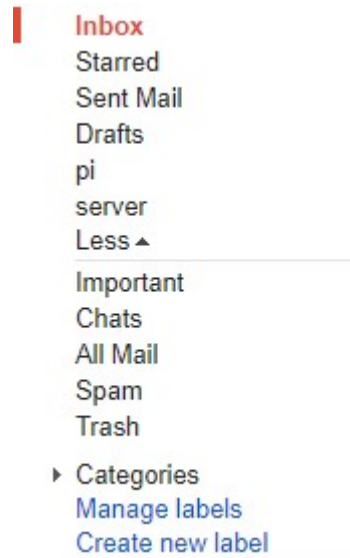 Inbox
Starred
Sent Mail
Drafts
pi
server
Less
Important
Chats
All Mail
Spam
Trash
Categories
Manage labels
Create new label